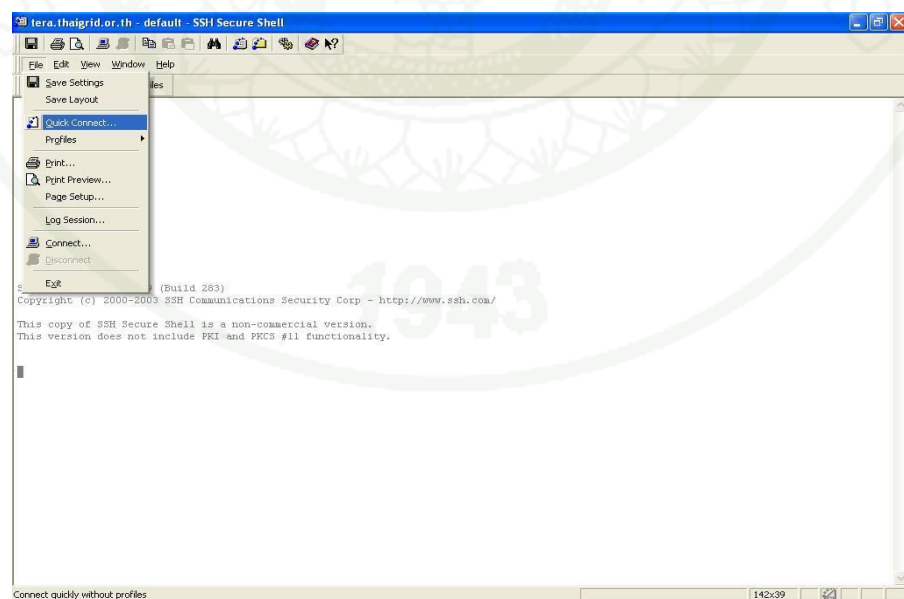 tera.thaigrid.or.th - default - SSH Secure Shell
File Edit View Window Help
iles
Save Settings
Save Layout
Quick Connect...
Profiles
Print...
Print Preview...
Page Setup...
Log Session...
Connect...
Disconnect
Exit
(Build 283)
Copyright (c) 2000-2003 SSH Communications Security Corp - http://www.ssh.com/
This copy of SSH Secure Shell is a non-commercial version.
This version does not include PKI and PKCS #11 functionality.
1943
Connect quickly without profiles
142x39